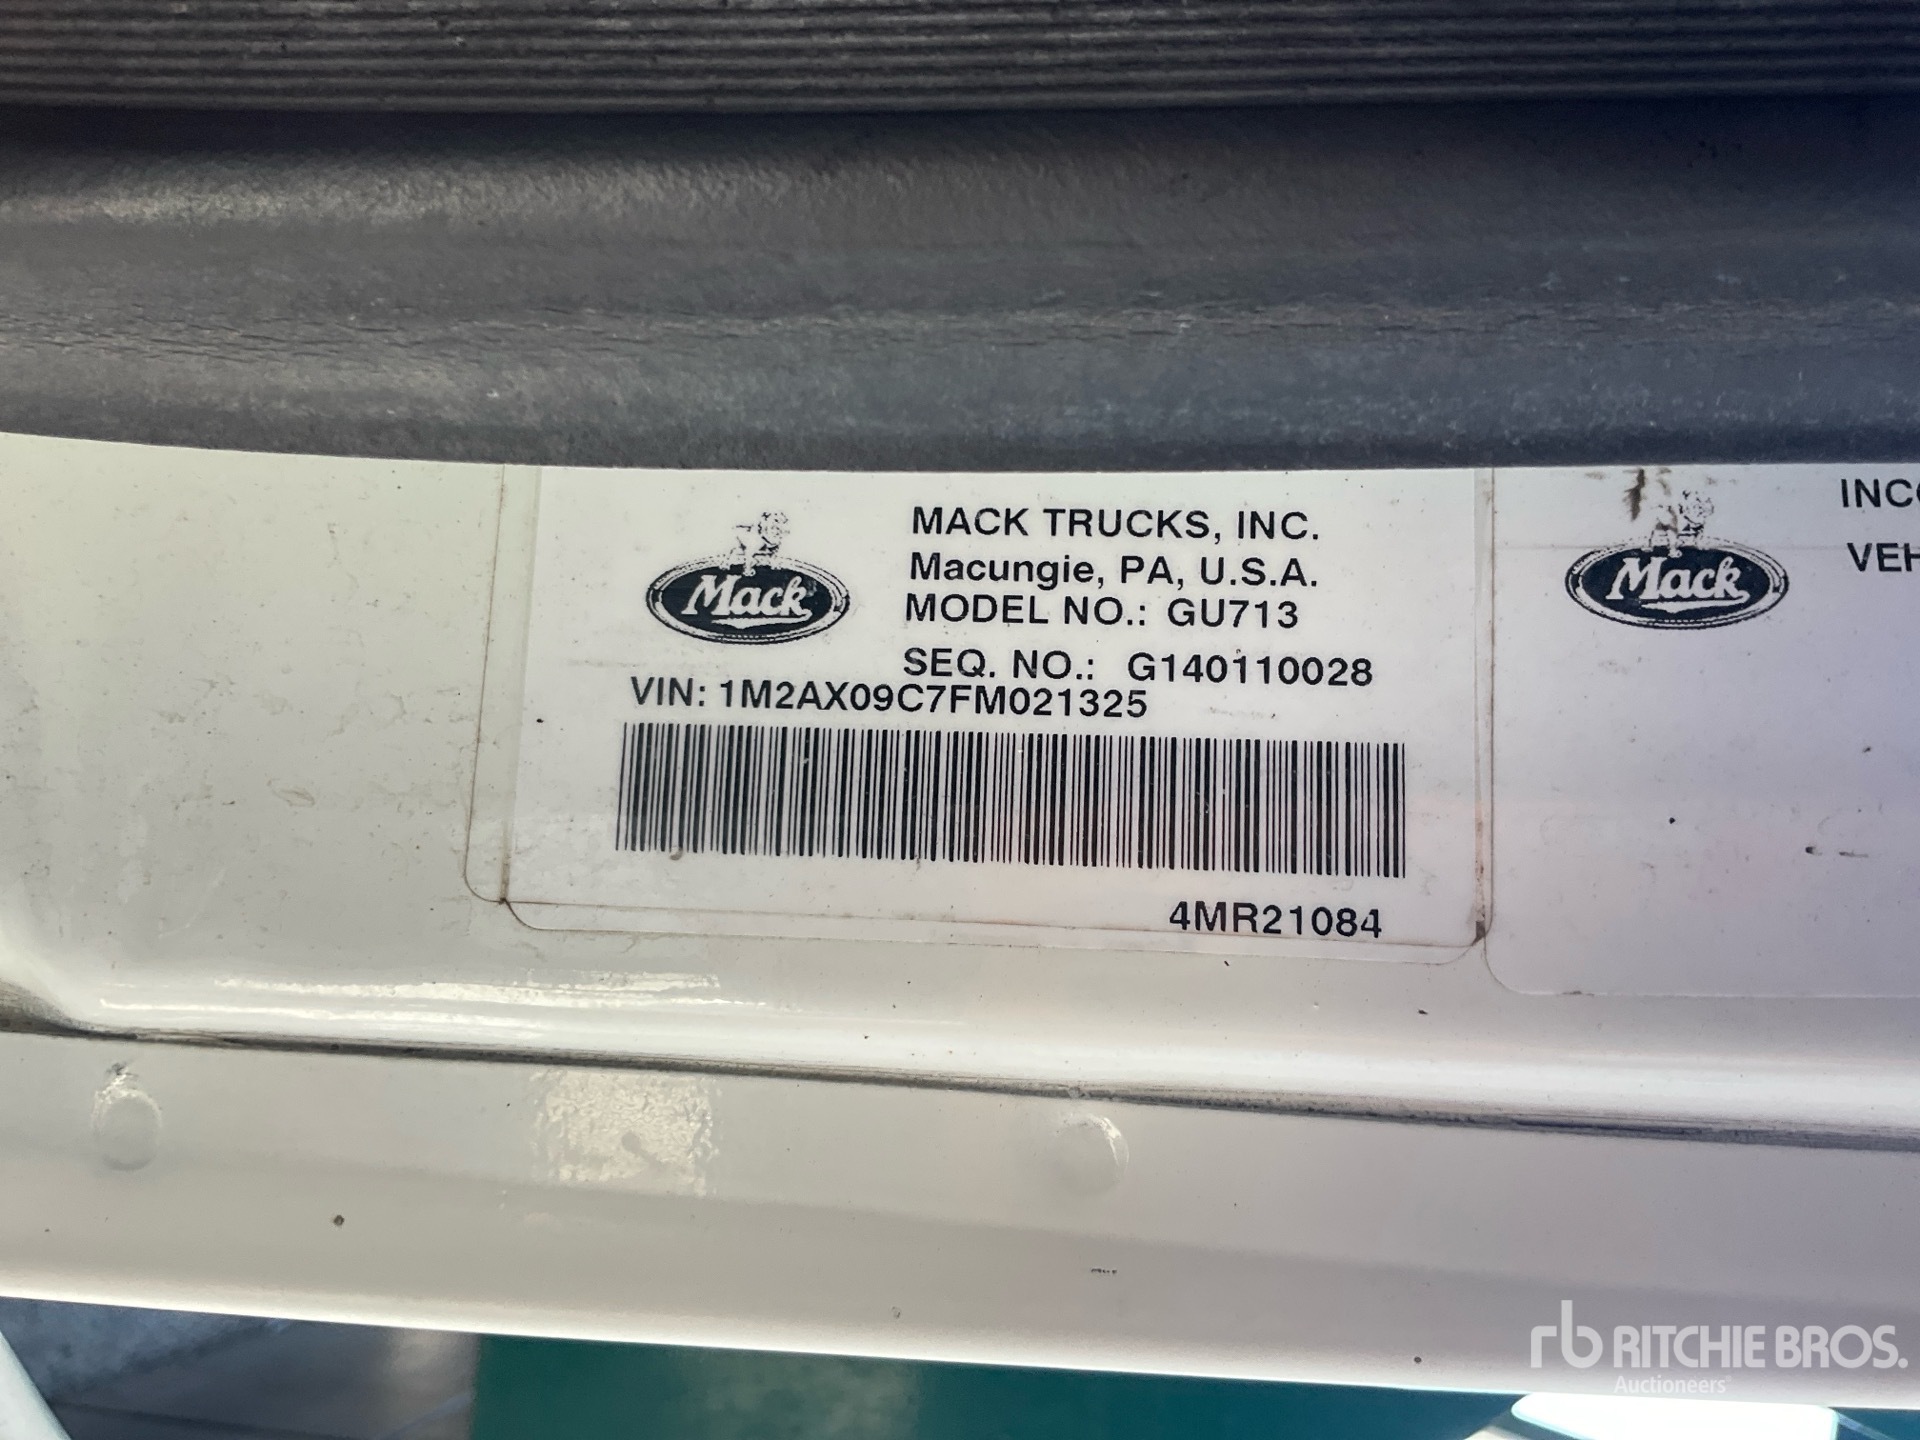 MACK TRUCKS, INC.
Macungie, PA, U.S.A.
MODEL NO.: GU713
SEQ. NO.: G140110028
VIN: 1M2AX09C7FM021325
4MR21084
Mack
Mack
INC
VEH
rb RITCHIE BROS.
Auctioneers